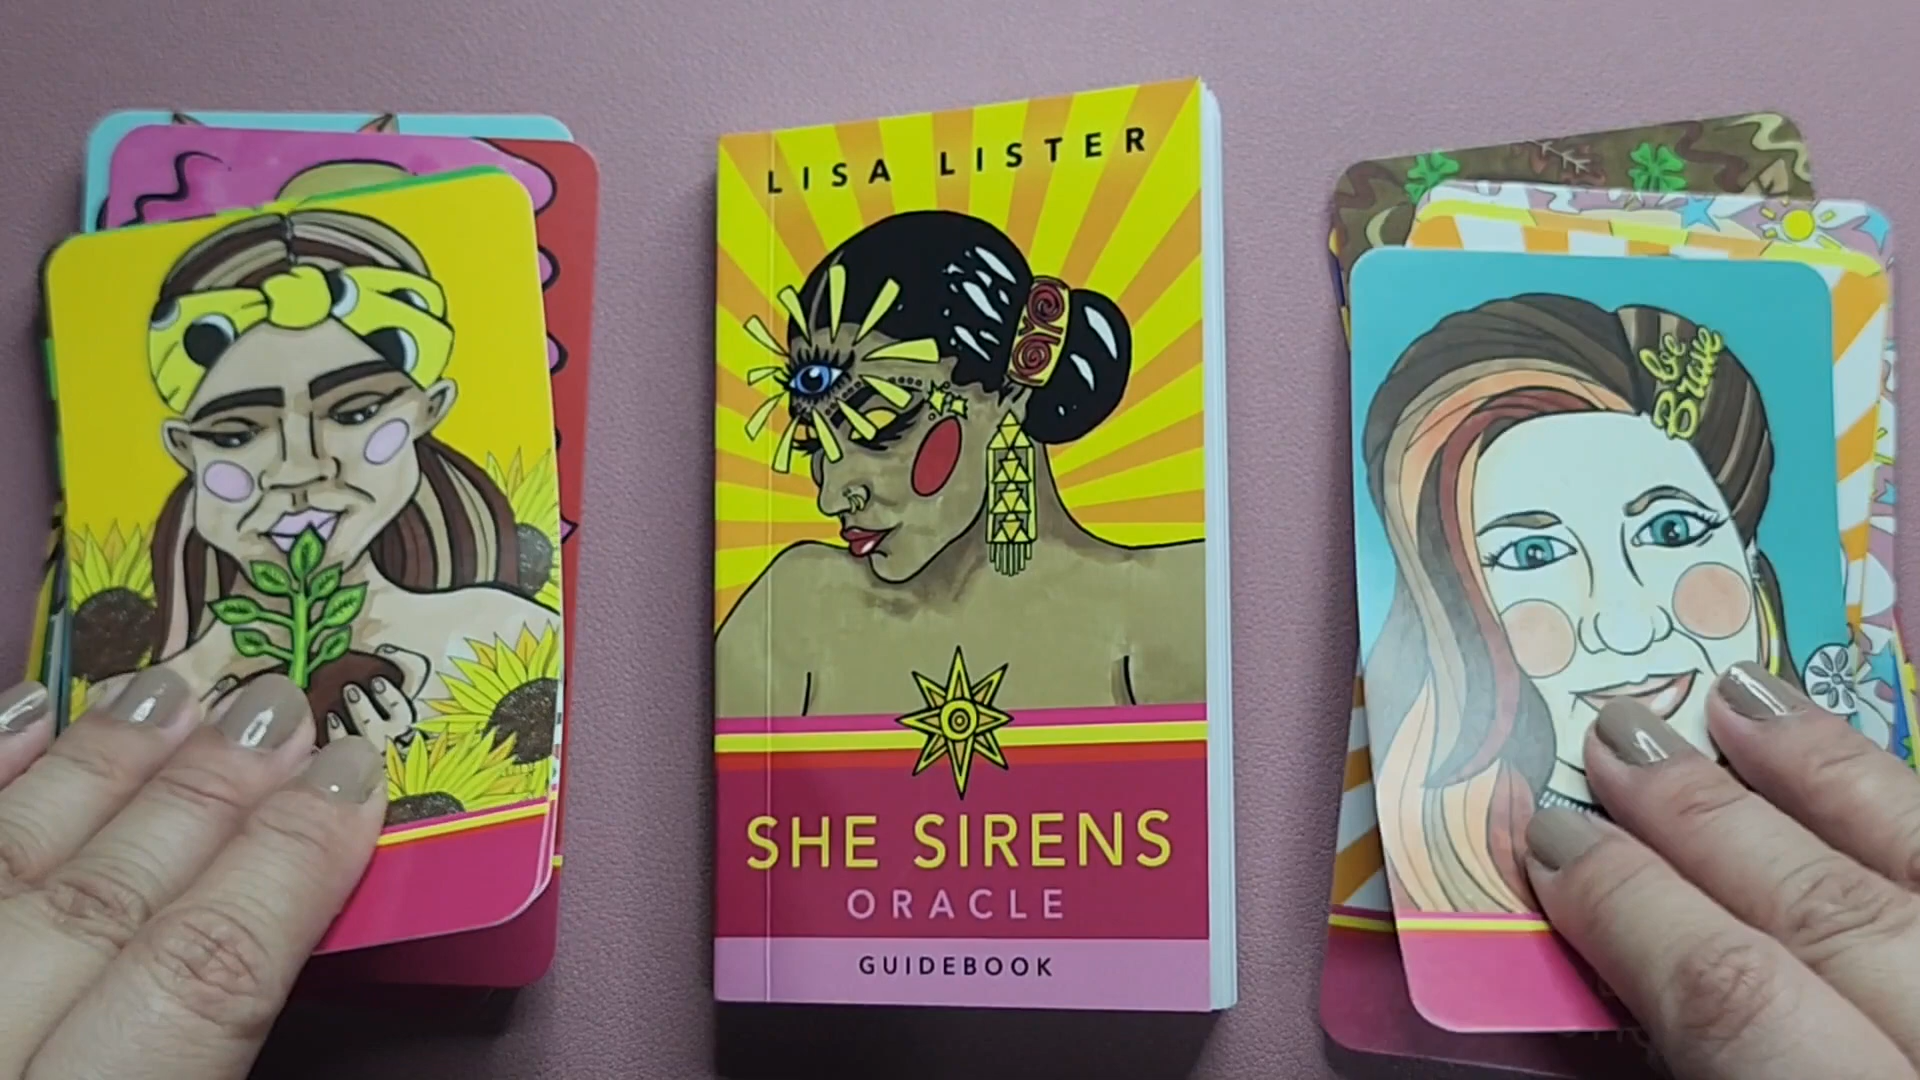 LISA LISTER
SHE SIRENS
ORACLE
GUIDEBOOK
be
Brave